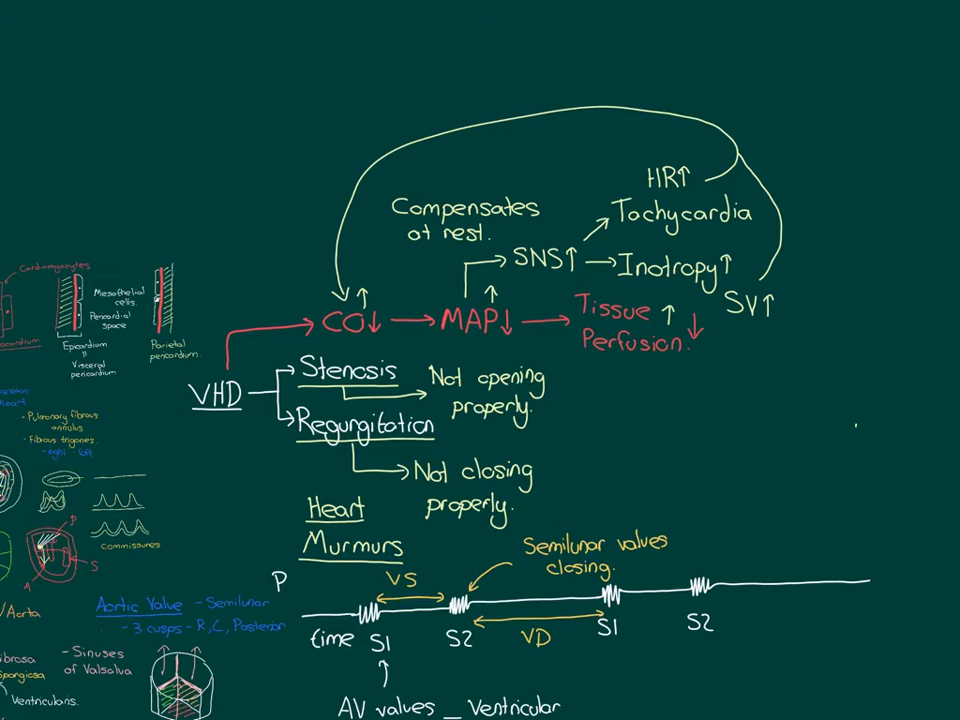 HR↑
Compensates
at rest.
Tachycardia
SNS↑
Inotropy↑
SV↑
CO↓ ↑
MAP↓ ↑
Tissue ↑ ↓
Perfusion.
VHD
Stenosis
Not opening
properly.
Regurgitation
Not closing
properly.
Heart
Murmurs
Semilunar valves
closing.
P
VS
VD
time
S1
S2
S1
S2
AV valves _ Ventricular
Cardiomyocytes
Mesothelial
cells.
Pericardial
space
Epicardium
=
Visceral
pericardium
Parietal
pericardium.
- Pulmonary fibrous
annulus
- Fibrous trigones
- right - left
commissures
P
S
A
/Aorta
Aortic Valve - Semilunar
- 3 cusps - R, L, Posterior
- Sinuses
of Valsalva
Ventricularis.